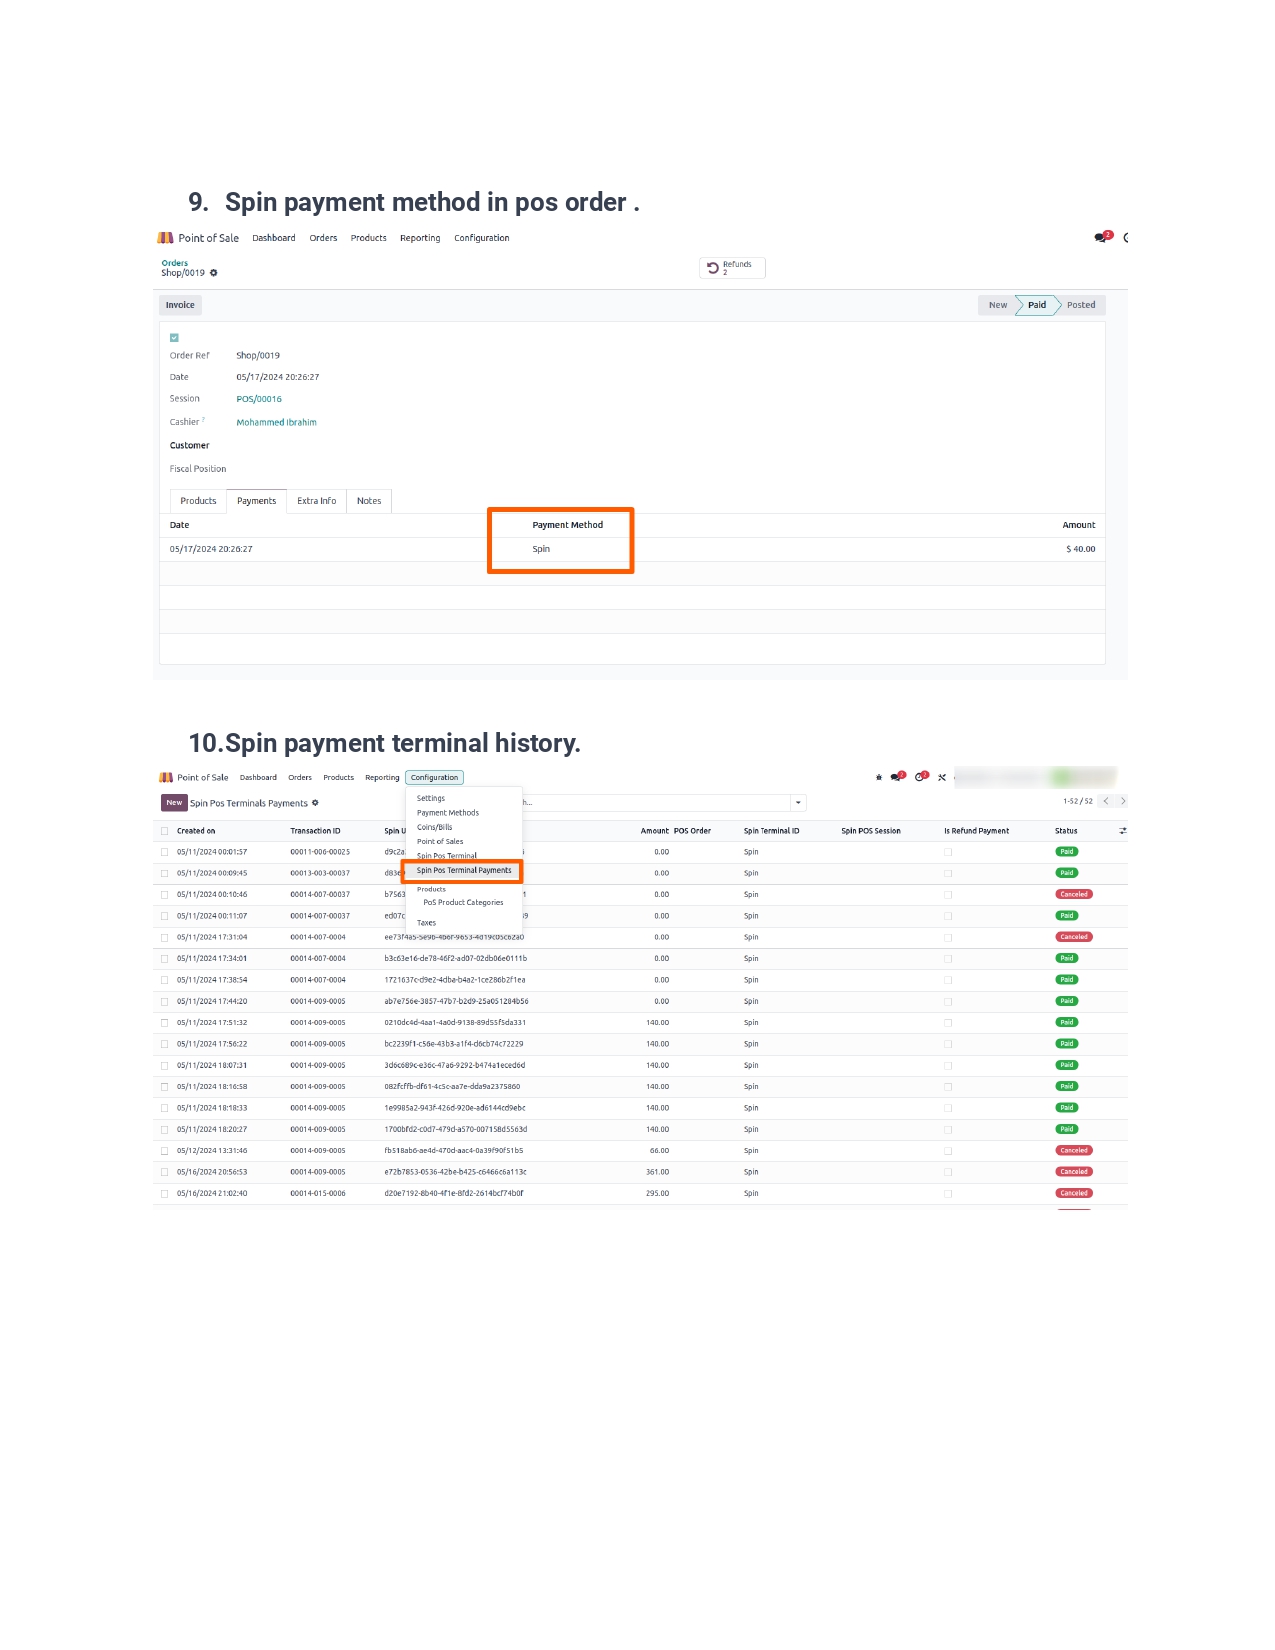 9. Spin payment method in pos order .
Point of Sale Dashboard Orders Products Reporting Configuration 2
Orders
Shop/0019
Refunds
2
Invoice New Paid Posted
Order Ref Shop/0019
Date 05/17/2024 20:26:27
Session POS/00016
Cashier ? Mohammed Ibrahim
Customer
Fiscal Position
Products Payments Extra Info Notes
Date Payment Method Amount
05/17/2024 20:26:27 Spin $ 40.00
10.Spin payment terminal history.
Point of Sale Dashboard Orders Products Reporting Configuration 2 2
New Spin Pos Terminals Payments h... 1-52 / 52
Settings
Payment Methods
Coins/Bills
Point of Sales
Spin Pos Terminal
Spin Pos Terminal Payments
Products
PoS Product Categories
Taxes
Created on Transaction ID Spin U Amount POS Order Spin Terminal ID Spin POS Session Is Refund Payment Status
05/11/2024 00:01:57 00011-006-00025 d9c2a 0.00 Spin Paid
05/11/2024 00:09:45 00013-003-00037 d836 0.00 Spin Paid
05/11/2024 00:10:46 00014-007-00037 b7563 1 0.00 Spin Canceled
05/11/2024 00:11:07 00014-007-00037 ed07c 39 0.00 Spin Paid
05/11/2024 17:31:04 00014-007-0004 ee73f4a5-5e9b-4b6f-9653-4d19c05c62a0 0.00 Spin Canceled
05/11/2024 17:34:01 00014-007-0004 b3c63e16-de78-46f2-ad07-02db06e0111b 0.00 Spin Paid
05/11/2024 17:38:54 00014-007-0004 1721637c-d9e2-4dba-b4a2-1ce286b2f1ea 0.00 Spin Paid
05/11/2024 17:44:20 00014-009-0005 ab7e756e-3857-47b7-b2d9-25a051284b56 0.00 Spin Paid
05/11/2024 17:51:32 00014-009-0005 0210dc4d-4aa1-4a0d-9138-89d55f5da331 140.00 Spin Paid
05/11/2024 17:56:22 00014-009-0005 bc2239f1-c56e-43b3-a1f4-d6cb74c72229 140.00 Spin Paid
05/11/2024 18:07:31 00014-009-0005 3d6c689c-e36c-47a6-9292-b474a1eced6d 140.00 Spin Paid
05/11/2024 18:16:58 00014-009-0005 082fcffb-df61-4c5c-aa7e-dda9a2375860 140.00 Spin Paid
05/11/2024 18:18:33 00014-009-0005 1e9985a2-943f-426d-920e-ad6144cd9ebc 140.00 Spin Paid
05/11/2024 18:20:27 00014-009-0005 1700bfd2-c0d7-479d-a570-007158d5563d 140.00 Spin Paid
05/12/2024 13:31:46 00014-009-0005 fb518ab6-ae4d-470d-aac4-0a39f90f51b5 66.00 Spin Canceled
05/16/2024 20:56:53 00014-009-0005 e72b7853-0536-42be-b425-c6466c6a113c 361.00 Spin Canceled
05/16/2024 21:02:40 00014-015-0006 d20e7192-8b40-4f1e-8fd2-2614bcf74b0f 295.00 Spin Canceled